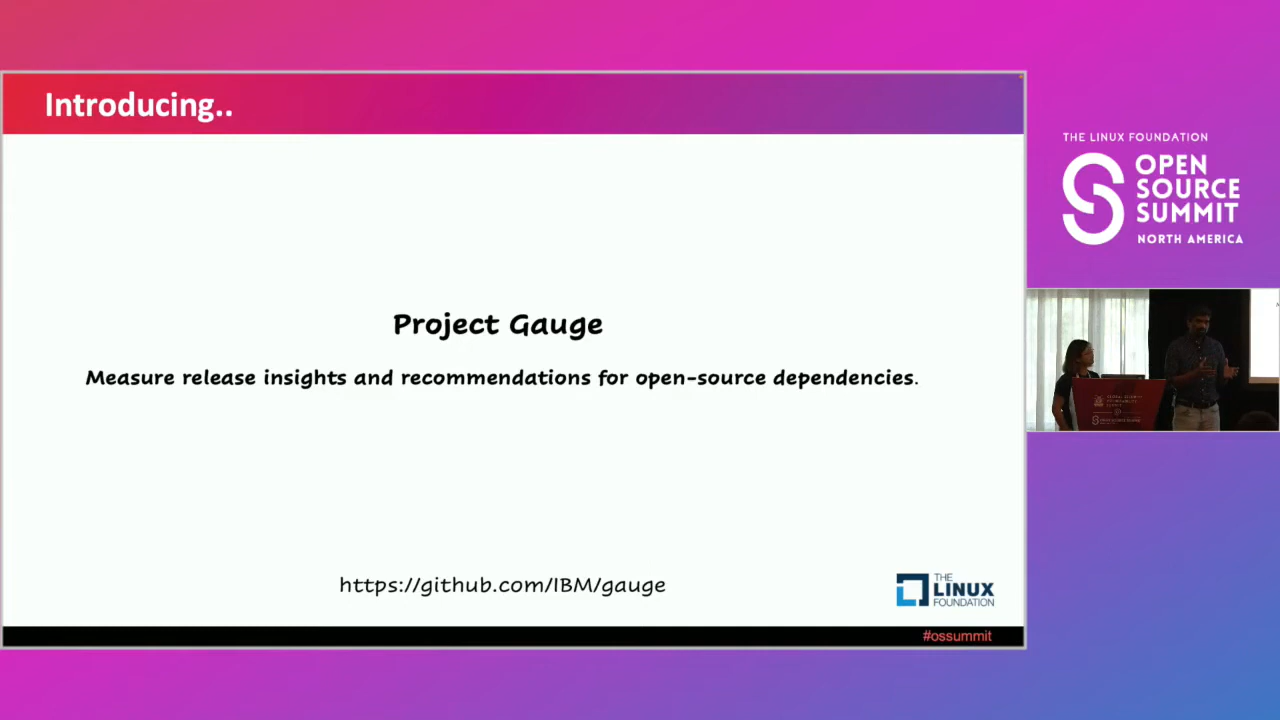 Introducing..
Project Gauge
Measure release insights and recommendations for open-source dependencies.
https://github.com/IBM/gauge
THE
LINUX
FOUNDATION
#ossummit
THE LINUX FOUNDATION
OPEN
SOURCE
SUMMIT
NORTH AMERICA